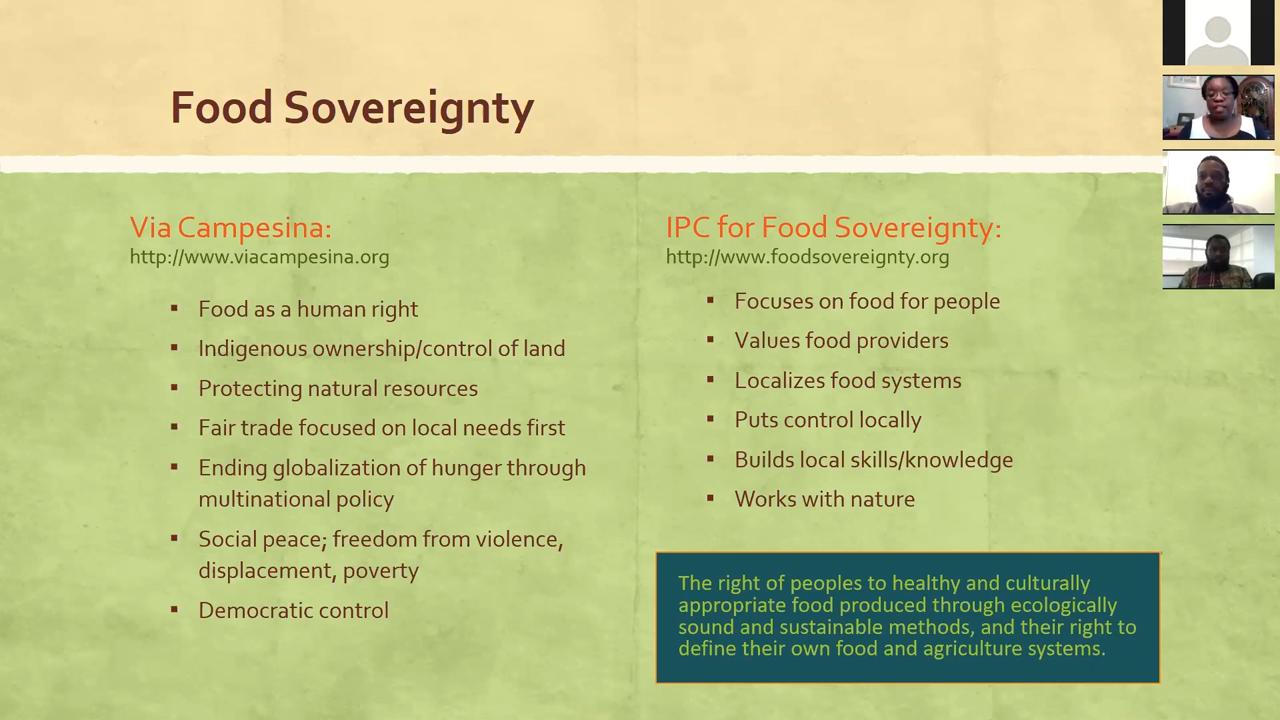 Food Sovereignty
Via Campesina:
http://www.viacampesina.org
▪ Food as a human right
▪ Indigenous ownership/control of land
▪ Protecting natural resources
▪ Fair trade focused on local needs first
▪ Ending globalization of hunger through
multinational policy
▪ Social peace; freedom from violence,
displacement, poverty
▪ Democratic control
IPC for Food Sovereignty:
http://www.foodsovereignty.org
▪ Focuses on food for people
▪ Values food providers
▪ Localizes food systems
▪ Puts control locally
▪ Builds local skills/knowledge
▪ Works with nature
The right of peoples to healthy and culturally
appropriate food produced through ecologically
sound and sustainable methods, and their right to
define their own food and agriculture systems.